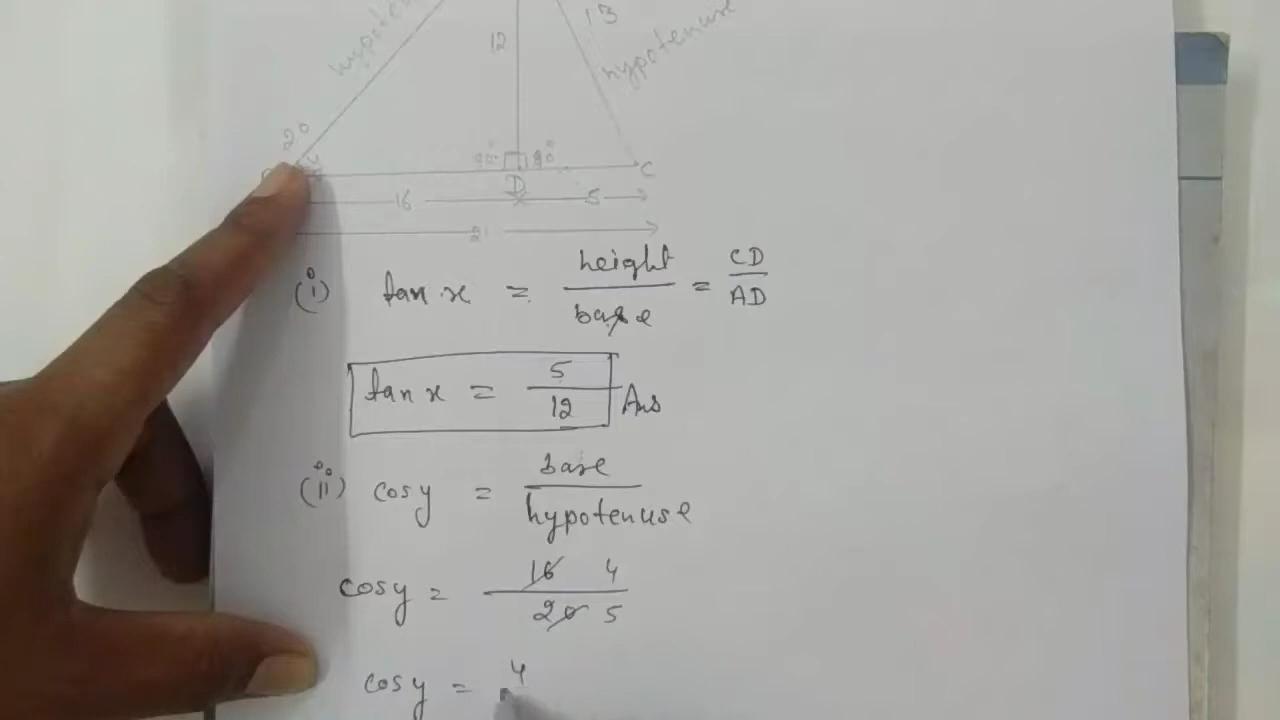 13
hypotenuse
12
20
90° 90°
D C
16 5
21
(i) tan x = height / base = CD / AD
tan x = 5 / 12 Ans
(ii) cos y = base / hypotenuse
cos y = 16 4 / 20 5
cos y = 4